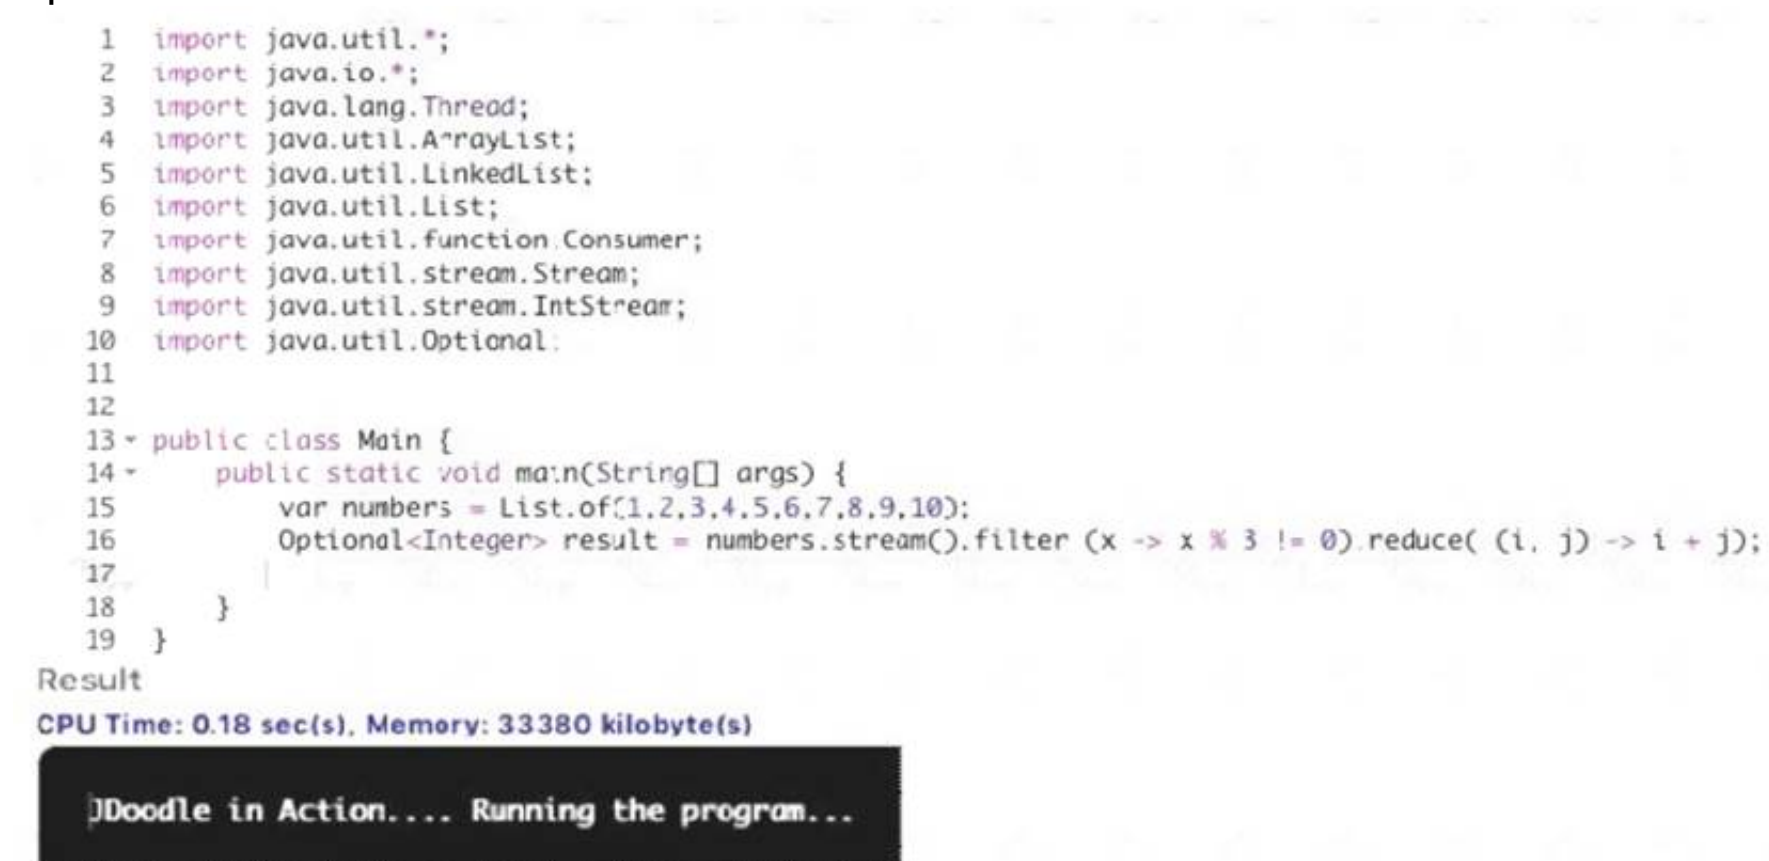 1 import java.util.*;
2 import java.io.*;
3 import java.lang.Thread;
4 import java.util.ArrayList;
5 import java.util.LinkedList;
6 import java.util.List;
7 import java.util.function.Consumer;
8 import java.util.stream.Stream;
9 import java.util.stream.IntStream;
10 import java.util.Optional;
11
12
13 public class Main {
14 public static void main(String[] args) {
15 var numbers = List.of(1,2,3,4,5,6,7,8,9,10);
16 Optional<Integer> result = numbers.stream().filter (x -> x % 3 != 0).reduce( (i, j) -> i + j);
17
18 }
19 }
Result
CPU Time: 0.18 sec(s), Memory: 33380 kilobyte(s)
JDoodle in Action.... Running the program...